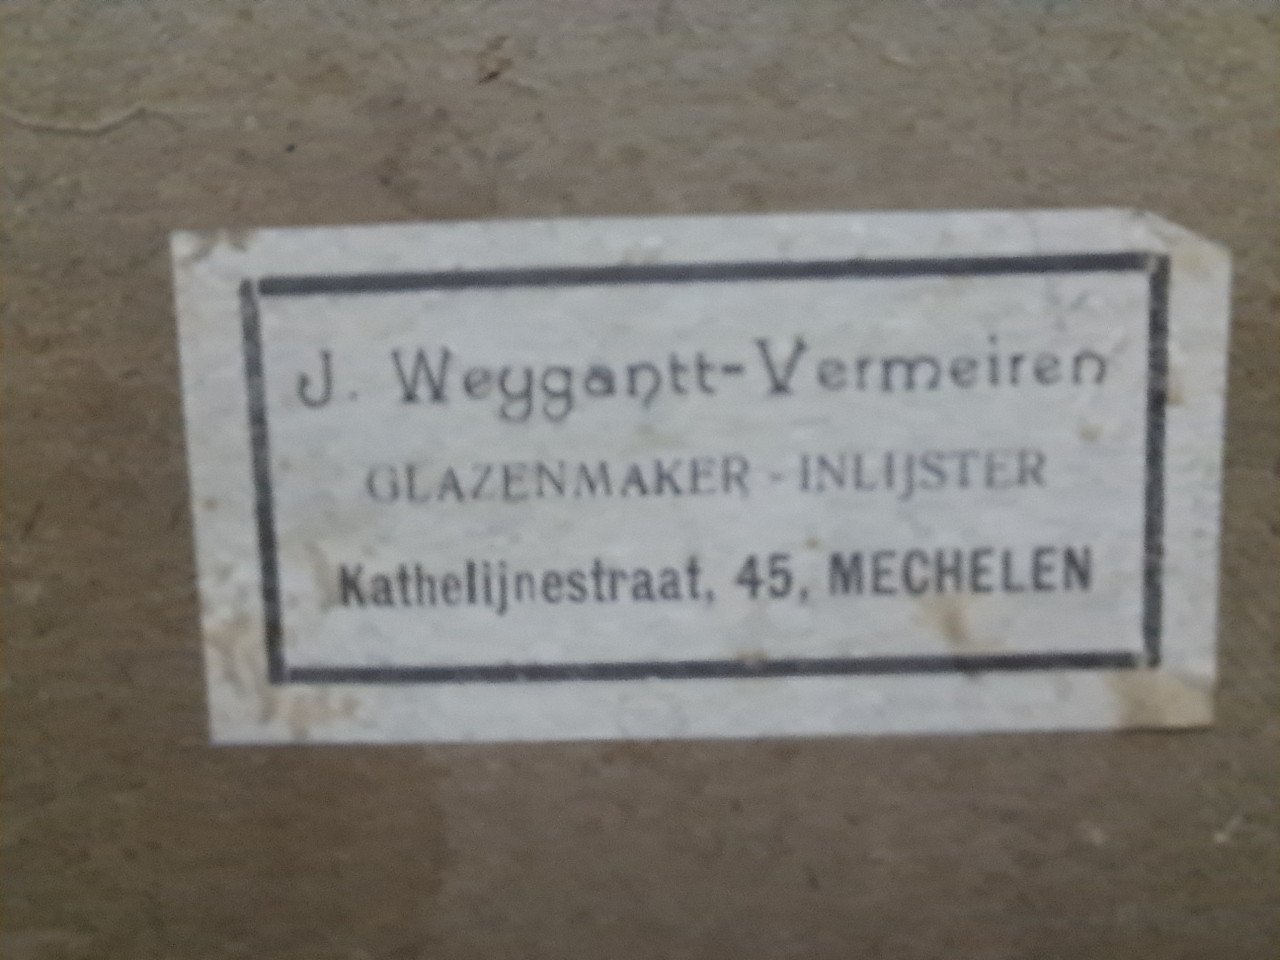 J. Weygantt-Vermeiren
GLAZENMAKER - INLIJSTER
Kathelijnestraat, 45, MECHELEN